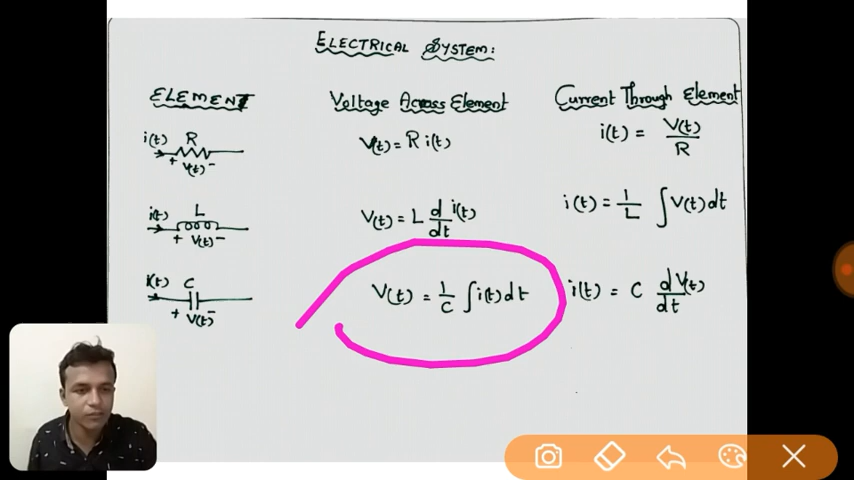 ELECTRICAL SYSTEM:
ELEMENT Voltage Across Element Current Through Element
i(t) R
+ V(t) -
V(t) = R i(t)
i(t) = V(t)/R
i(t) L
+ V(t) -
V(t) = L d/dt i(t)
i(t) = 1/L ∫ V(t) dt
i(t) C
+ V(t) -
V(t) = 1/C ∫ i(t) dt
i(t) = C dV(t)/dt